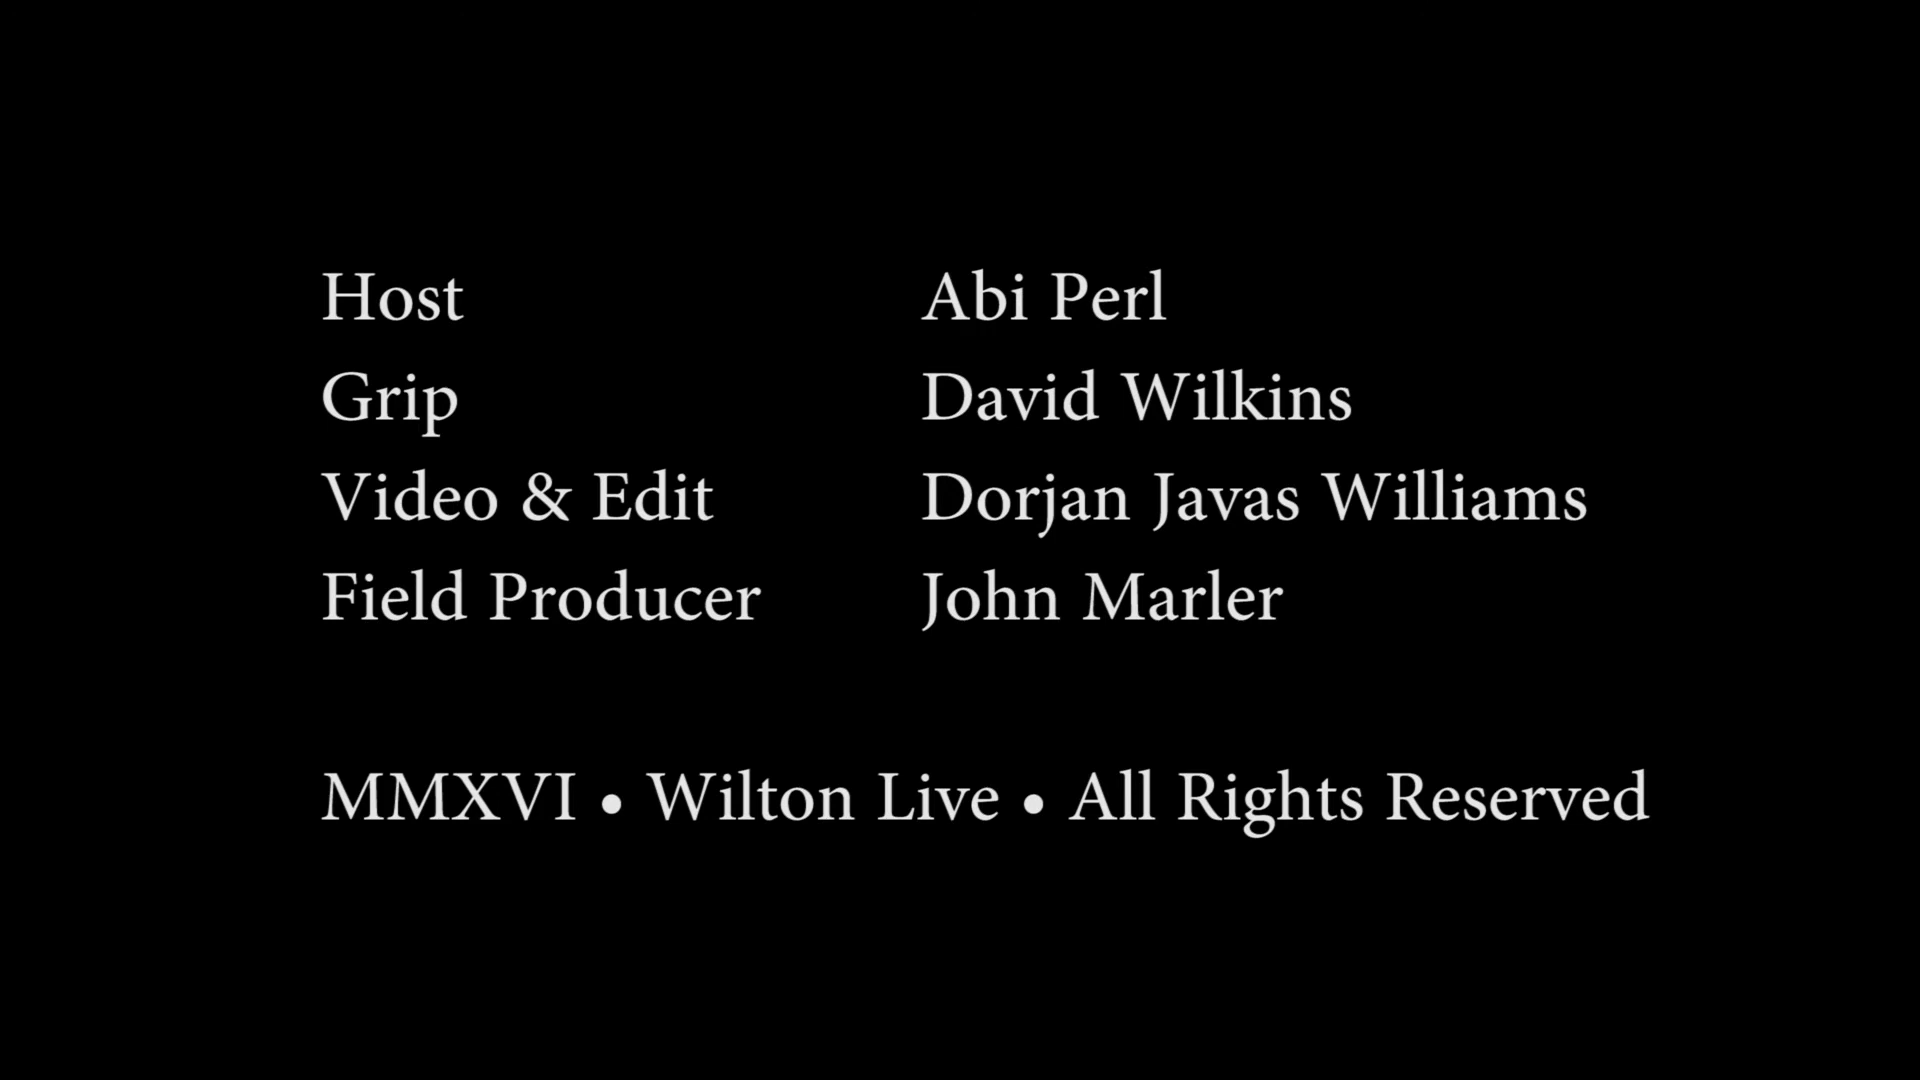 Host Abi Perl
Grip David Wilkins
Video & Edit Dorjan Javas Williams
Field Producer John Marler
MMXVI • Wilton Live • All Rights Reserved